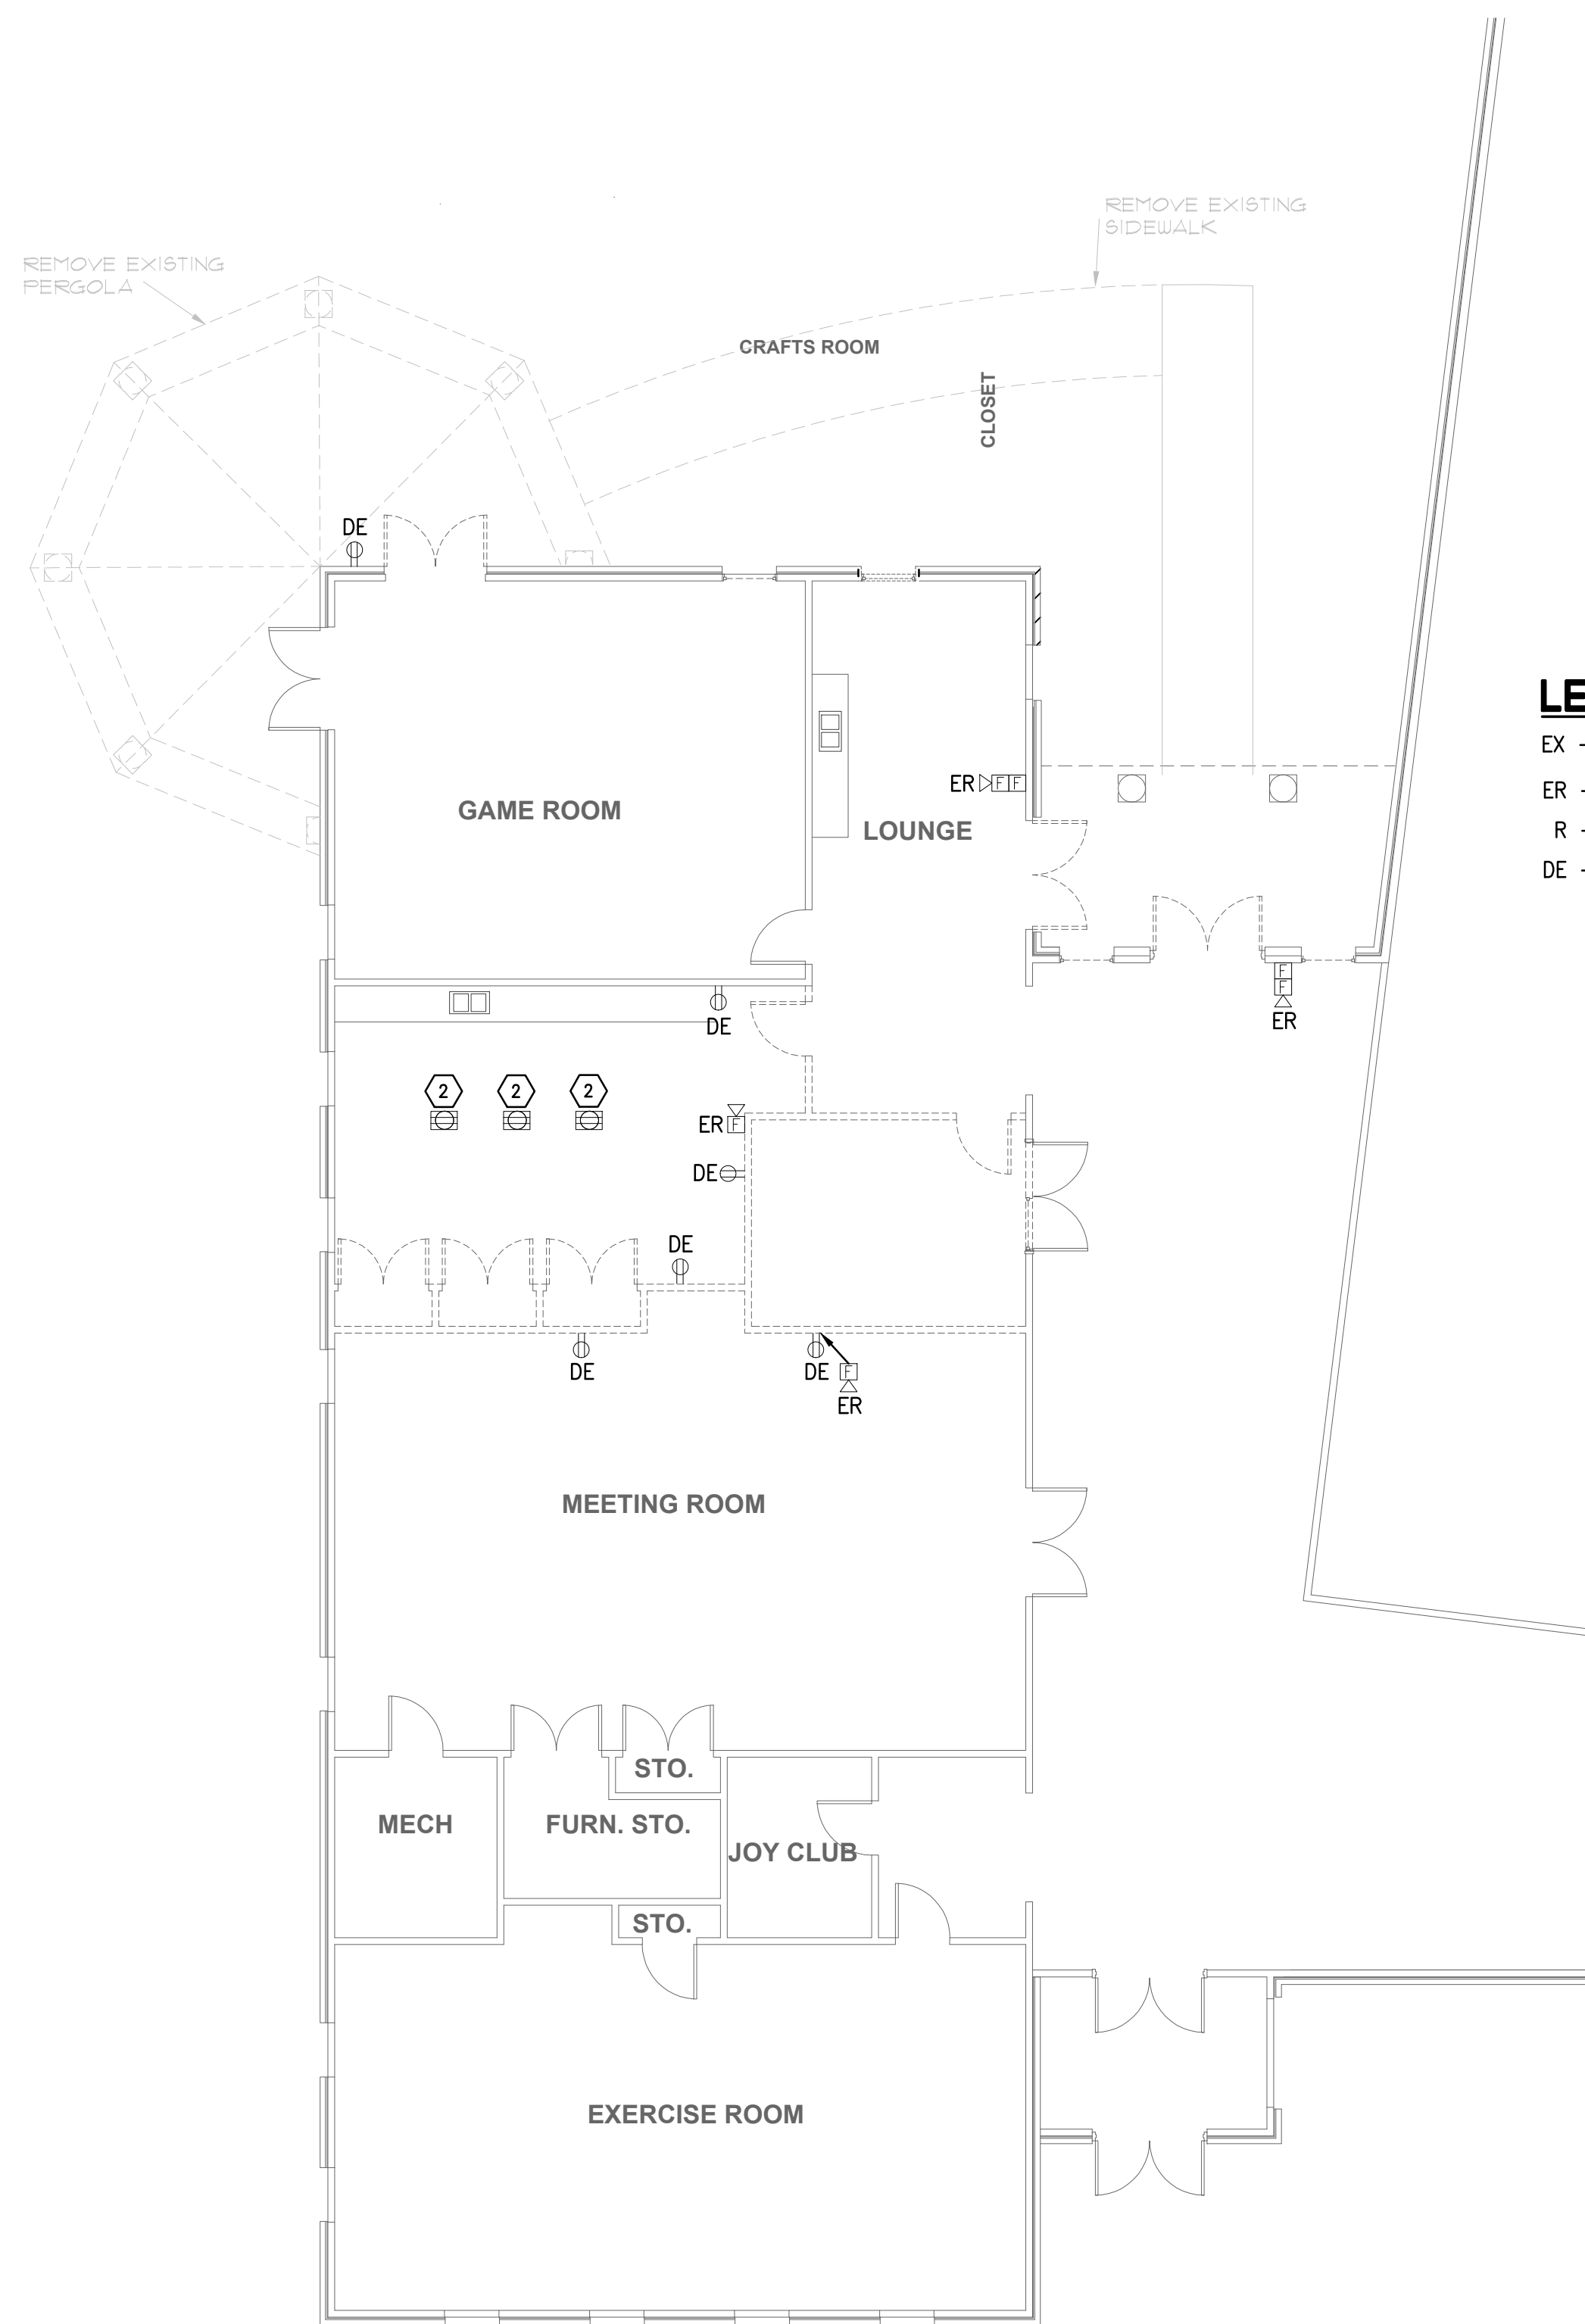 REMOVE EXISTING
SIDEWALK
REMOVE EXISTING
PERGOLA
CRAFTS ROOM
CLOSET
DE
LE
EX -
ER -
R -
DE -
ER F F
GAME ROOM
LOUNGE
F
F
ER
DE
2 2 2
ER F
DE
DE
DE
DE F
ER
MEETING ROOM
STO.
MECH
FURN. STO.
JOY CLUB
STO.
EXERCISE ROOM